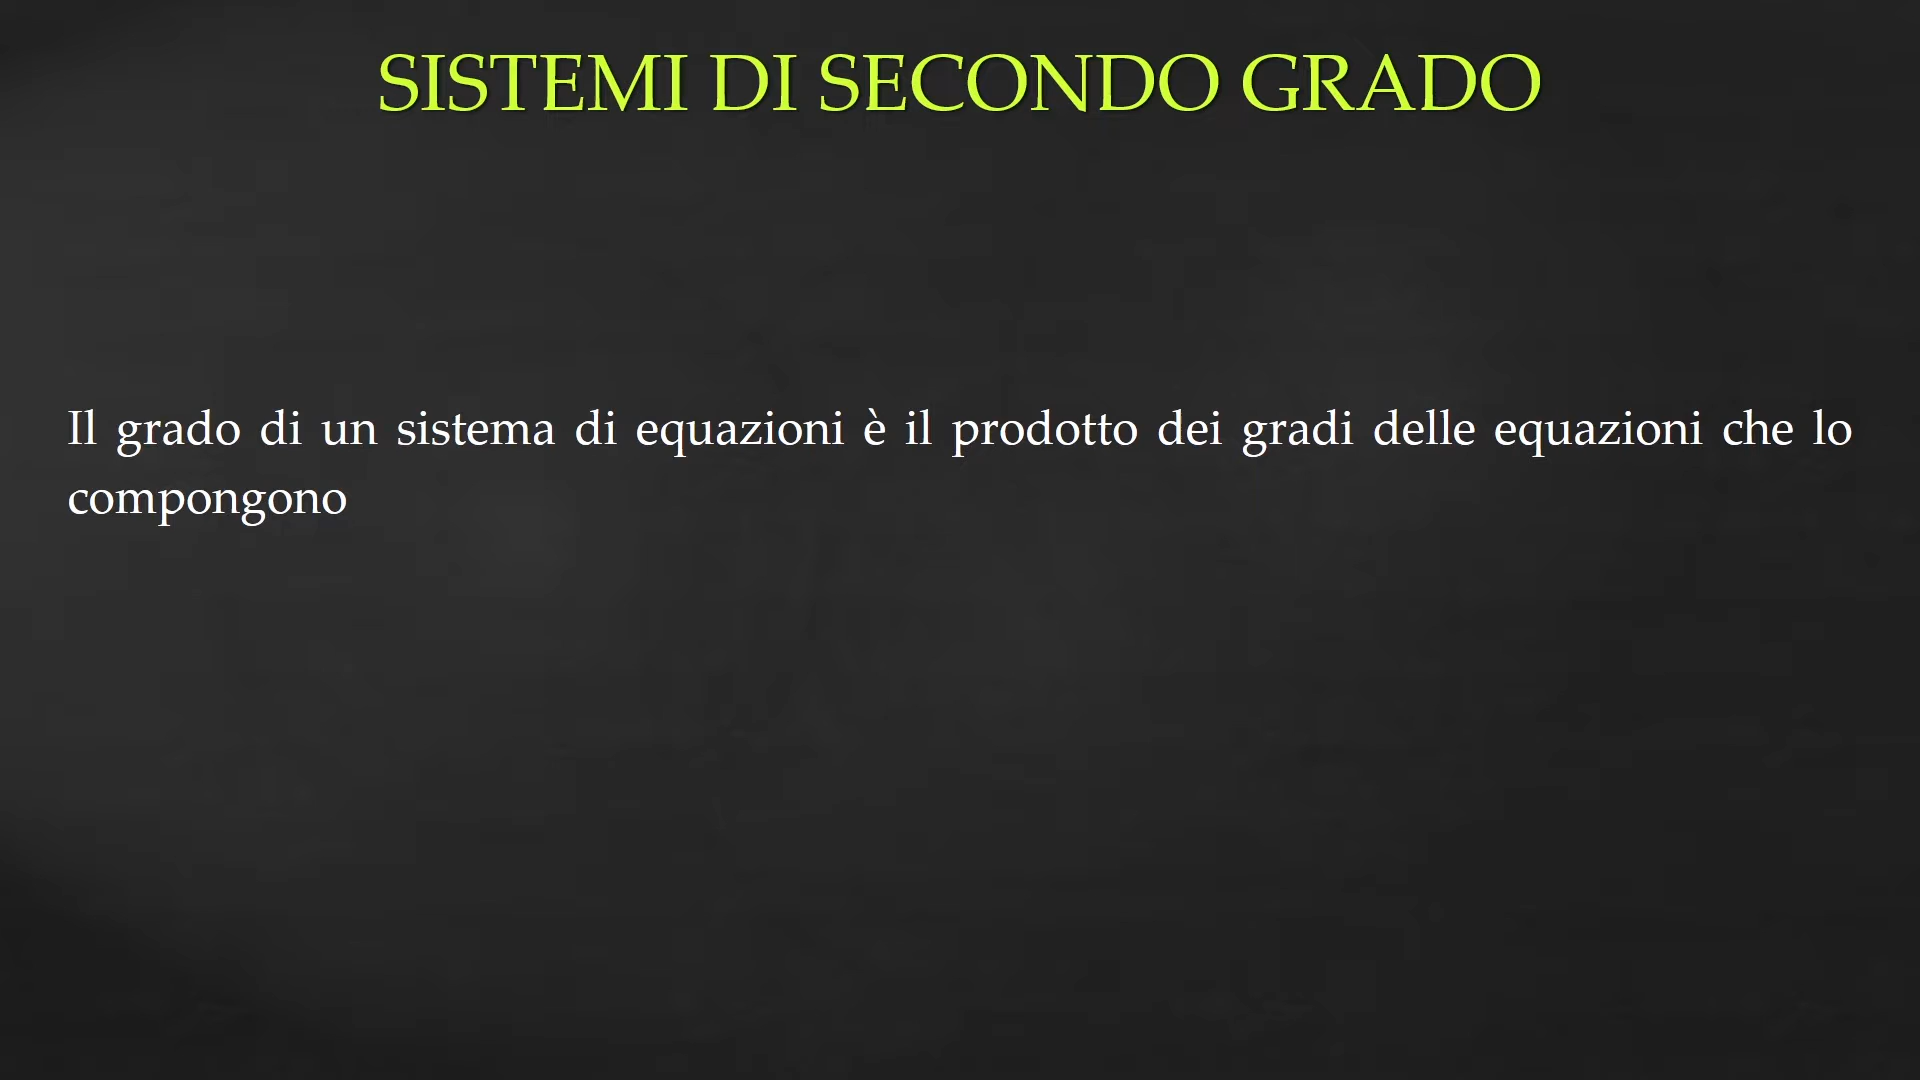 SISTEMI DI SECONDO GRADO
Il grado di un sistema di equazioni è il prodotto dei gradi delle equazioni che lo
compongono